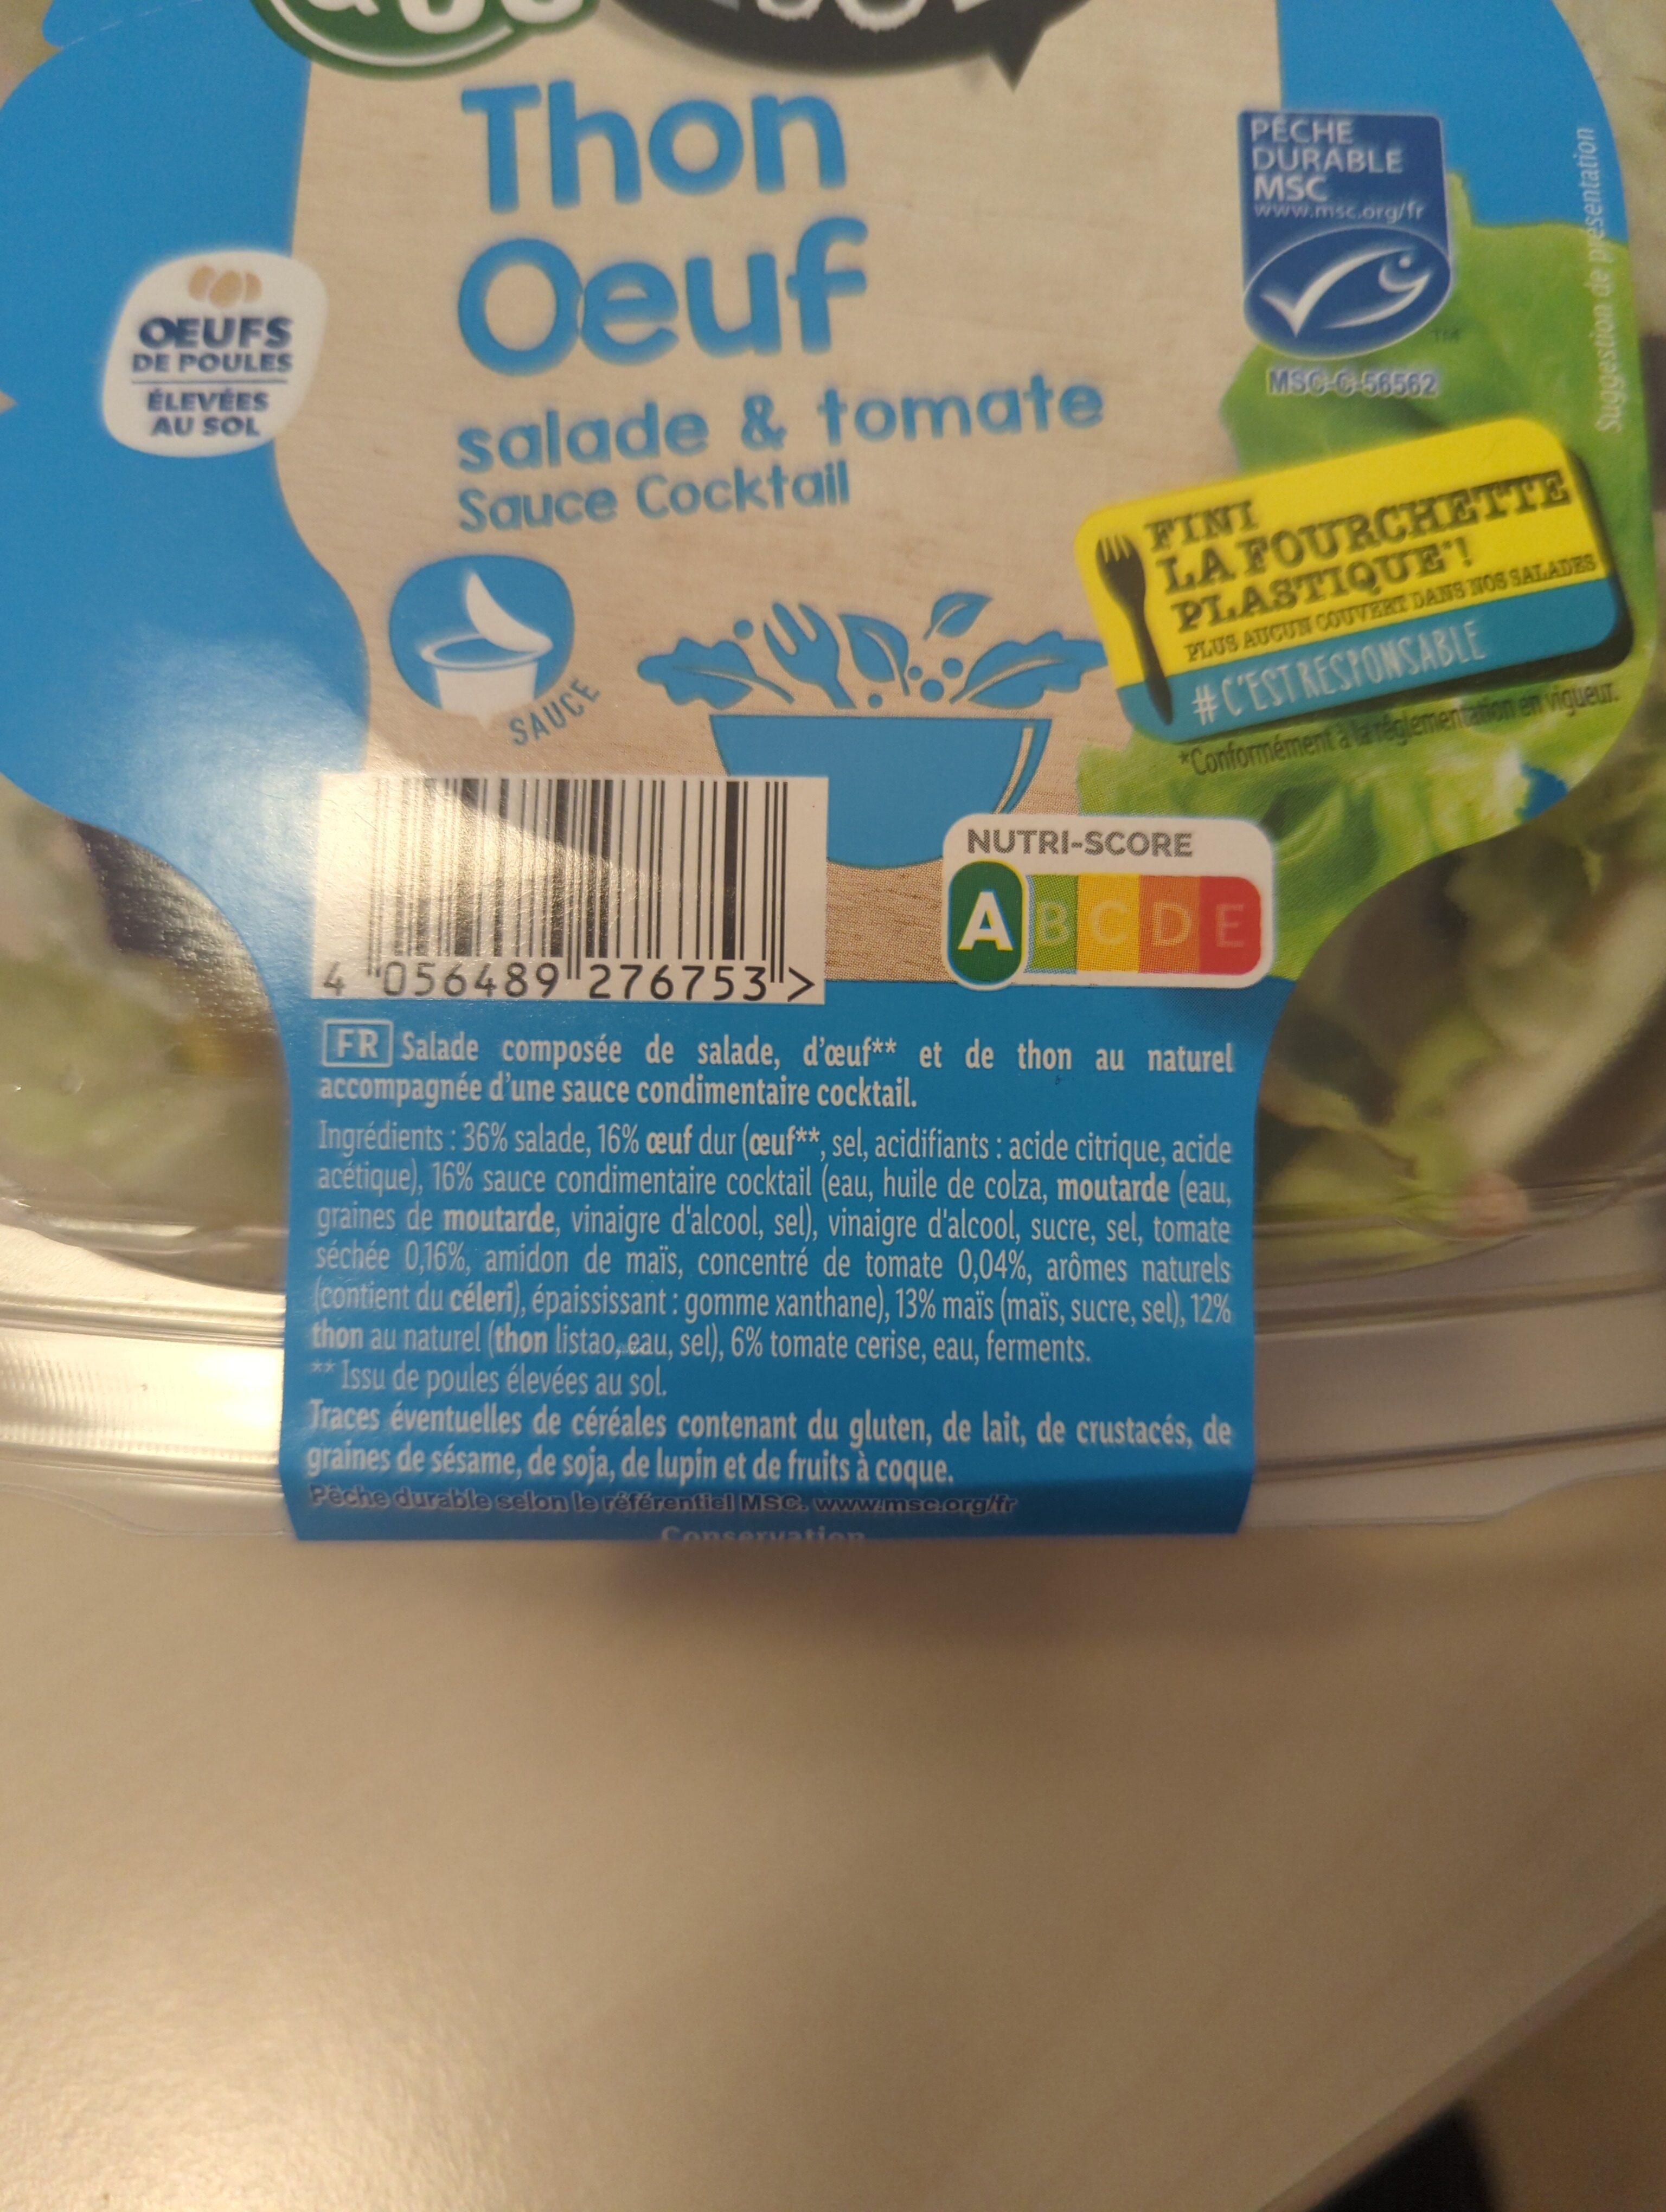 Thon
Oeuf
salade & tomate
Sauce Cocktail
OEUFS
DE POULES
ÉLEVÉES
AU SOL
PÊCHE
DURABLE
MSC
www.msc.org/fr
TM
MSC-C-56562
Suggestion de présentation
FINI
LA FOURCHETTE
PLASTIQUE*!
PLUS AUCUN COUVERT DANS NOS SALADES
#C'EST RESPONSABLE
*Conformément à la réglementation en vigueur.
SAUCE
NUTRI-SCORE
A B C D E
4 056489 276753 >
FR Salade composée de salade, d'œuf** et de thon au naturel
accompagnée d'une sauce condimentaire cocktail.
Ingrédients : 36% salade, 16% œuf dur (œuf**, sel, acidifiants : acide citrique, acide
acétique), 16% sauce condimentaire cocktail (eau, huile de colza, moutarde (eau,
graines de moutarde, vinaigre d'alcool, sel), vinaigre d'alcool, sucre, sel, tomate
séchée 0,16%, amidon de maïs, concentré de tomate 0,04%, arômes naturels
(contient du céleri), épaississant : gomme xanthane), 13% maïs (maïs, sucre, sel), 12%
thon au naturel (thon listao, eau, sel), 6% tomate cerise, eau, ferments.
** Issu de poules élevées au sol.
Traces éventuelles de céréales contenant du gluten, de lait, de crustacés, de
graines de sésame, de soja, de lupin et de fruits à coque.
Pêche durable selon le référentiel MSC. www.msc.org/fr
Conservation